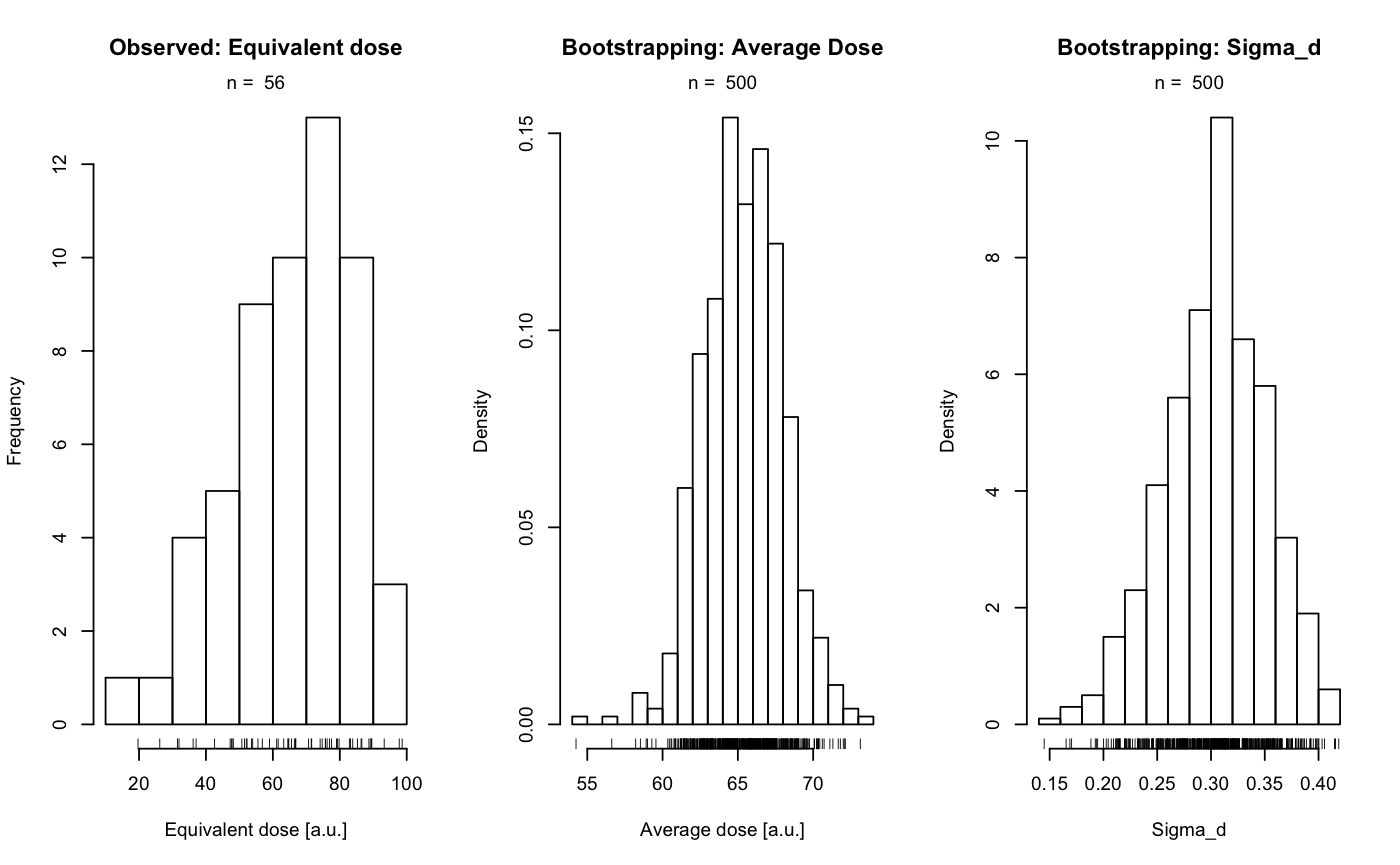 Observed: Equivalent dose
n =  56
Frequency
0
2
4
6
8
10
12
20 40 60 80 100
Equivalent dose [a.u.]
Bootstrapping: Average Dose
n =  500
Density
0.00
0.05
0.10
0.15
55 60 65 70
Average dose [a.u.]
Bootstrapping: Sigma_d
n =  500
Density
0
2
4
6
8
10
0.15 0.20 0.25 0.30 0.35 0.40
Sigma_d